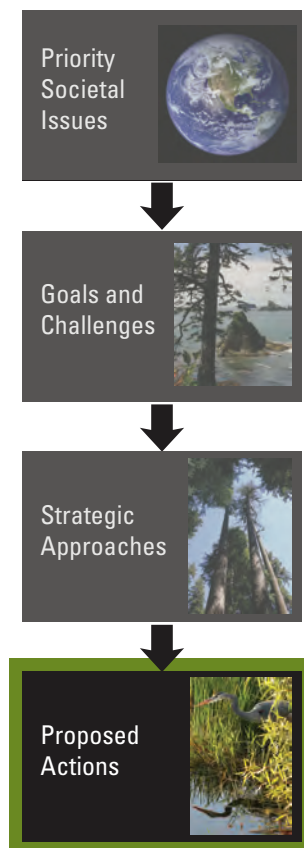 Priority
Societal
Issues
Goals and
Challenges
Strategic
Approaches
Proposed
Actions